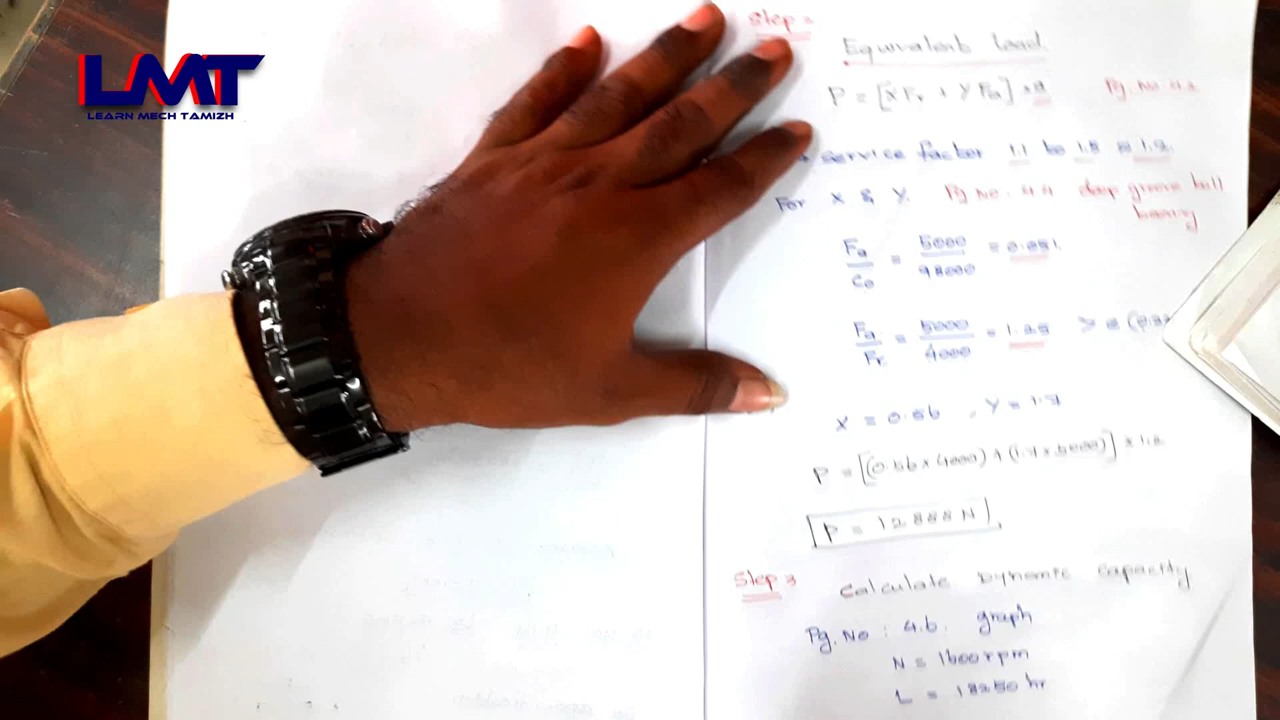 LMT
LEARN MECH TAMIZH
Step 2
Equivalent Load
P = [X Fr + Y Fa] × s Pg. No 4.2
service factor 1.1 to 1.5 = 1.2
For X & Y. Pg No: 4.4 deep groove ball
bearing
Fa/Co = 5000/98000 = 0.051
Fa/Fr = 5000/4000 = 1.25 > e
X = 0.56, Y = 1.7
P = [(0.56 × 4000) + (1.7 × 5000)] × 1.2
P = 12888 N
Step 3 Calculate Dynamic capacity
Pg. No: 4.6. graph
N = 1600 rpm
L = 18250 hr